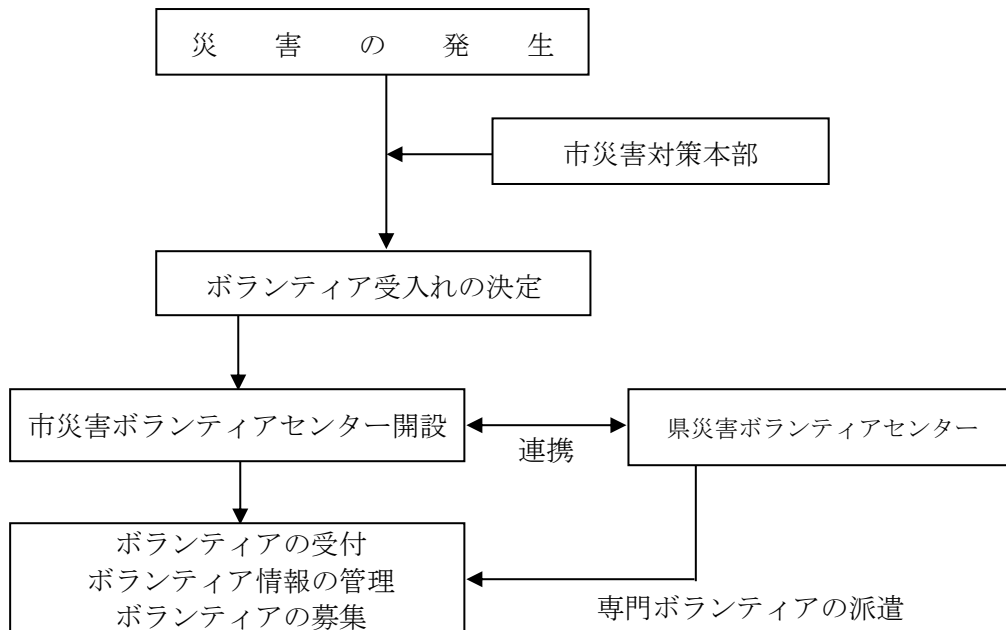 災害の発生
市災害対策本部
ボランティア受入れの決定
市災害ボランティアセンター開設
連携
県災害ボランティアセンター
ボランティアの受付
ボランティア情報の管理
ボランティアの募集
専門ボランティアの派遣